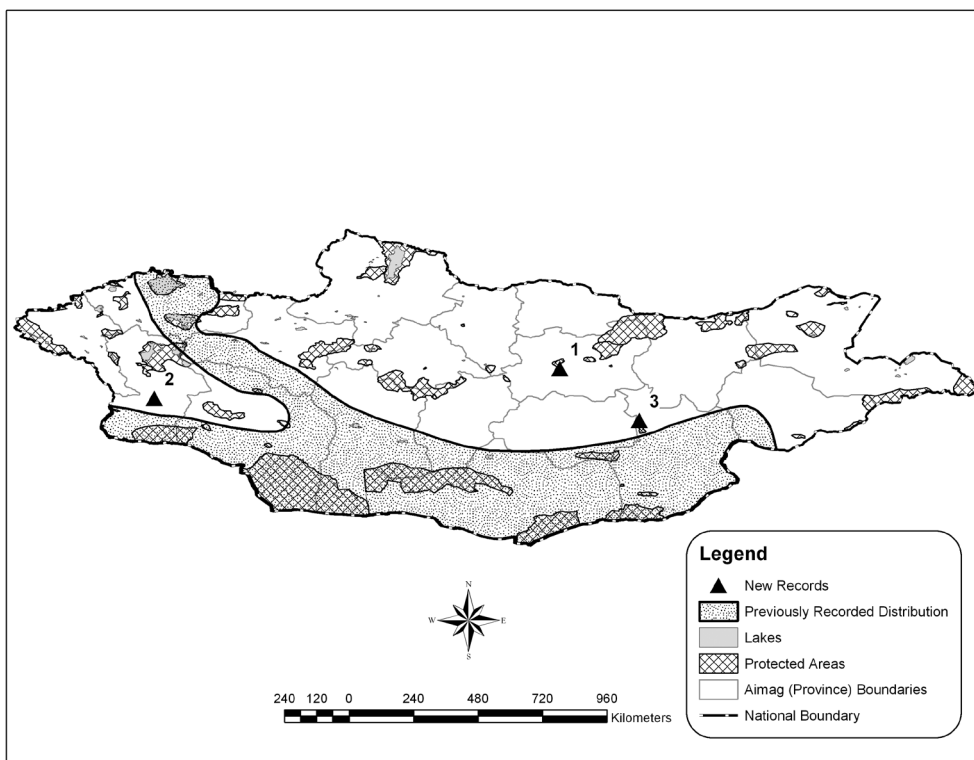 1
2
3
Legend
New Records
Previously Recorded Distribution
Lakes
Protected Areas
Aimag (Province) Boundaries
National Boundary
N
W E
S
240 120 0 240 480 720 960
Kilometers